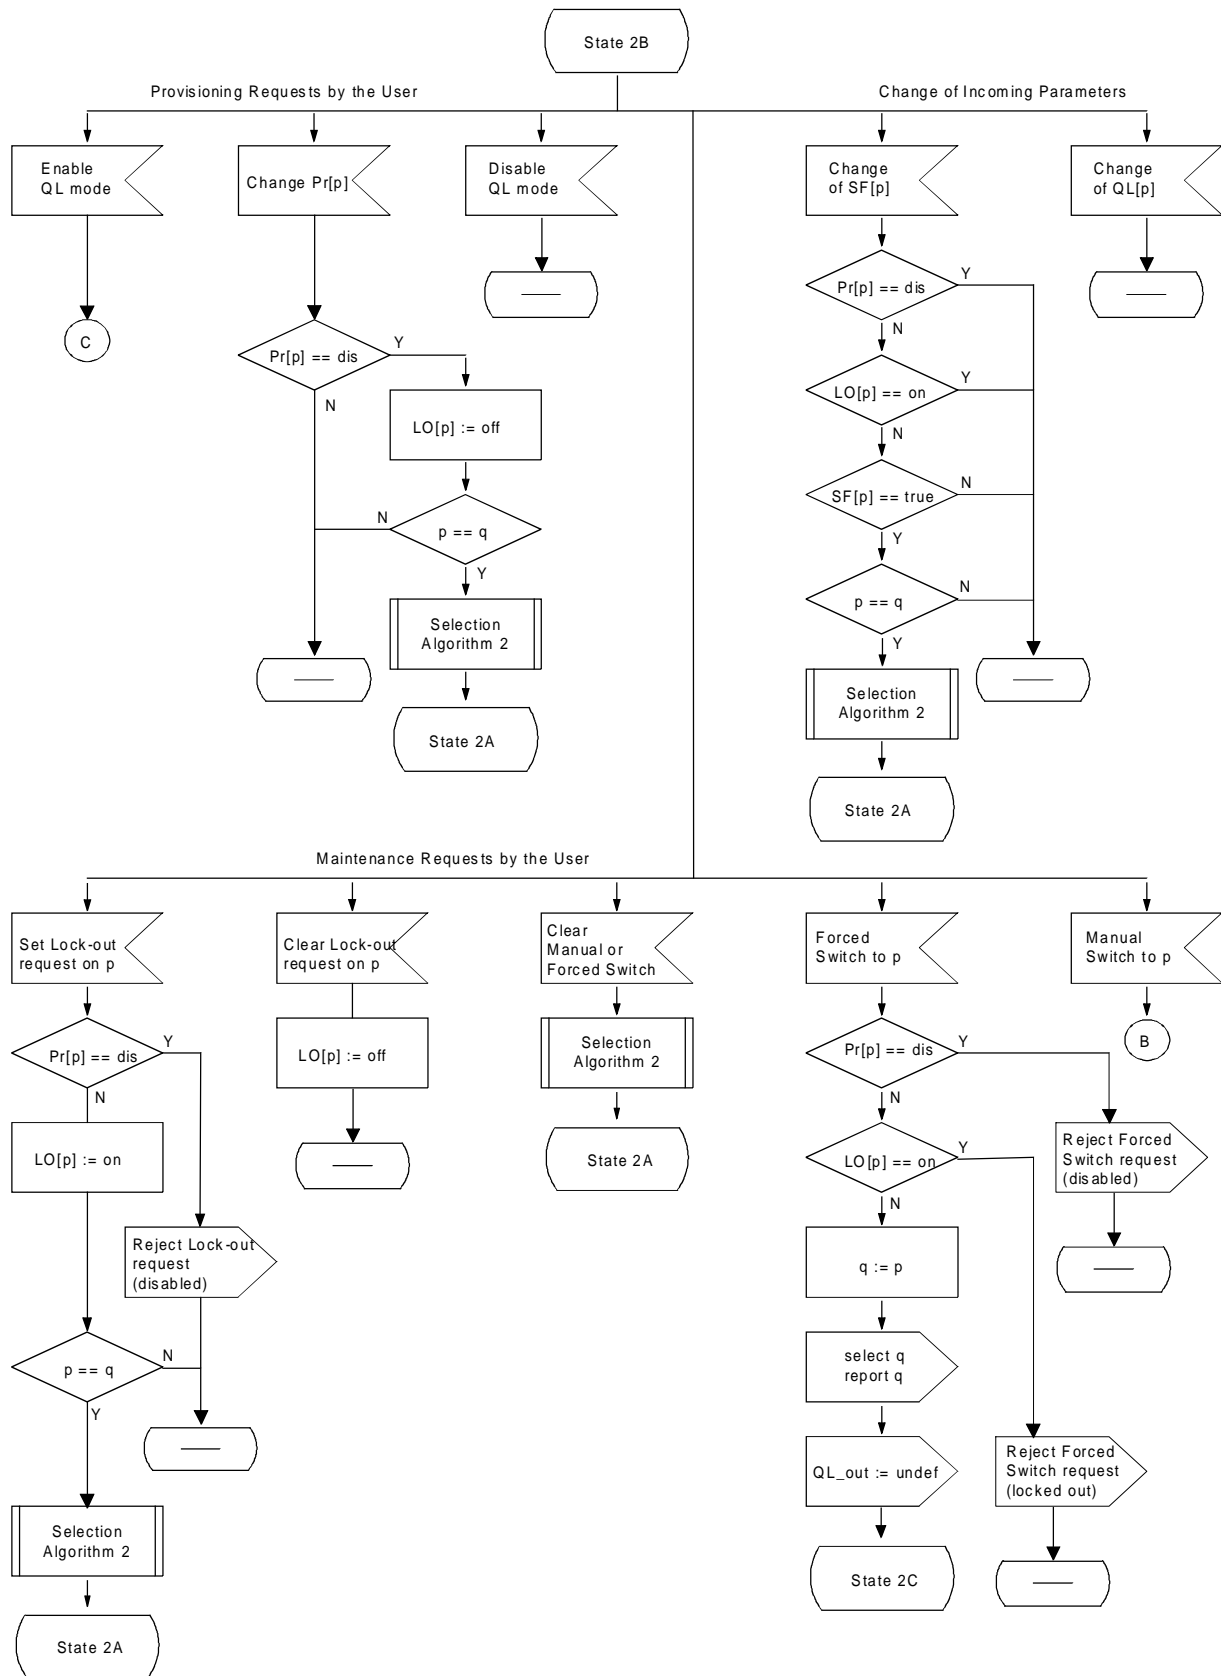 State 2B
Provisioning Requests by the User
Change of Incoming Parameters
Enable
QL mode
Change Pr[p]
Disable
QL mode
Change
of SF[p]
Change
of QL[p]
C
Pr[p] == dis
Y
N
LO[p] := off
p == q
N
Y
Selection
Algorithm 2
State 2A
Pr[p] == dis
Y
N
LO[p] == on
Y
N
SF[p] == true
N
Y
p == q
N
Y
Selection
Algorithm 2
State 2A
Maintenance Requests by the User
Set Lock-out
request on p
Clear Lock-out
request on p
Clear
Manual or
Forced Switch
Forced
Switch to p
Manual
Switch to p
Pr[p] == dis
Y
N
LO[p] := on
Reject Lock-out
request
(disabled)
p == q
N
Y
Selection
Algorithm 2
State 2A
LO[p] := off
Selection
Algorithm 2
State 2A
Pr[p] == dis
Y
N
LO[p] == on
Y
N
q := p
select q
report q
QL_out := undef
State 2C
B
Reject Forced
Switch request
(disabled)
Reject Forced
Switch request
(locked out)